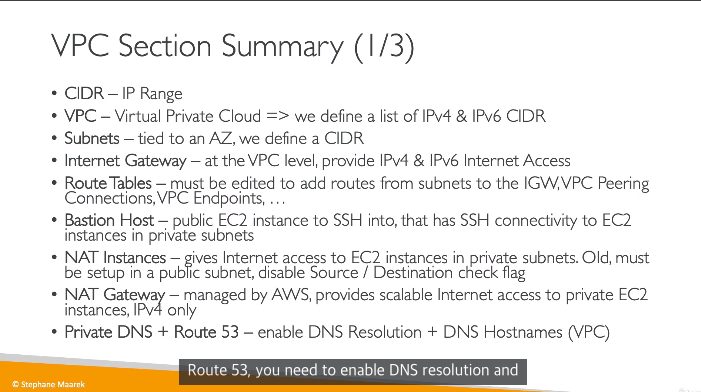 VPC Section Summary (1/3)
• CIDR – IP Range
• VPC – Virtual Private Cloud => we define a list of IPv4 & IPv6 CIDR
• Subnets – tied to an AZ, we define a CIDR
• Internet Gateway – at the VPC level, provide IPv4 & IPv6 Internet Access
• Route Tables – must be edited to add routes from subnets to the IGW, VPC Peering
Connections, VPC Endpoints, …
• Bastion Host – public EC2 instance to SSH into, that has SSH connectivity to EC2
instances in private subnets
• NAT Instances – gives Internet access to EC2 instances in private subnets. Old, must
be setup in a public subnet, disable Source / Destination check flag
• NAT Gateway – managed by AWS, provides scalable Internet access to private EC2
instances, IPv4 only
• Private DNS + Route 53 – enable DNS Resolution + DNS Hostnames (VPC)
Route 53, you need to enable DNS resolution and
© Stephane Maarek